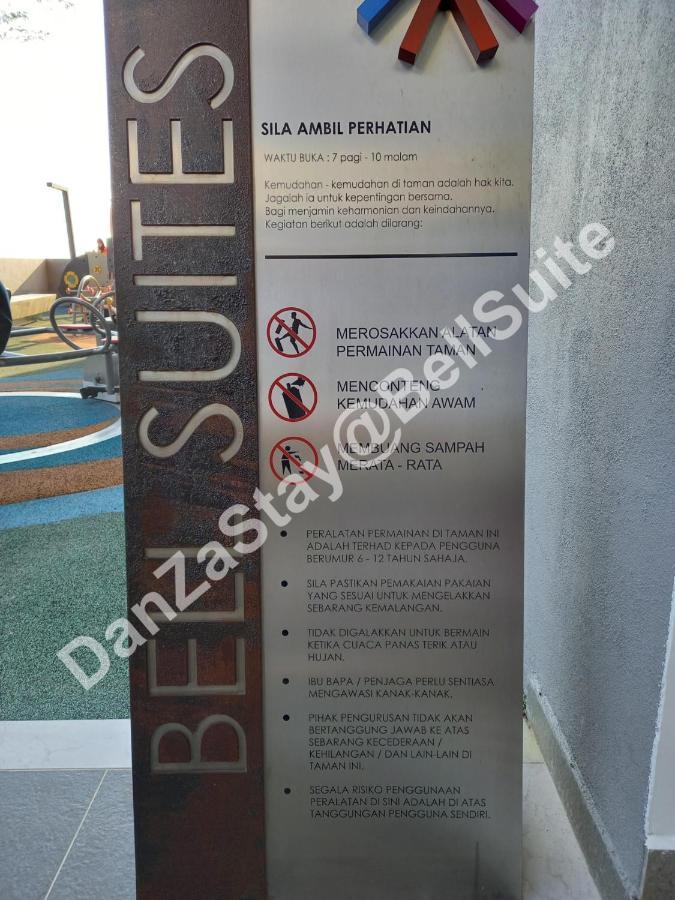 BELL SUITES
SILA AMBIL PERHATIAN
WAKTU BUKA : 7 pagi - 10 malam
Kemudahan - kemudahan di taman adalah hak kita.
Jagaiah ia untuk kepentingan bersama.
Bagi menjamin keharmonian dan keindahannya.
Kegiatan berikut adalah dilarang:
MEROSAKKAN ALATAN
PERMAINAN TAMAN
MENCONTENG
KEMUDAHAN AWAM
MEMBUANG SAMPAH
MERATA - RATA
• PERALATAN PERMAINAN DI TAMAN INI
ADALAH TERHAD KEPADA PENGGUNA
BERUMUR 6 - 12 TAHUN SAHAJA.
• SILA PASTIKAN PEMAKAIAN PAKAIAN
YANG SESUAI UNTUK MENGELAKKAN
SEBARANG KEMALANGAN.
• TIDAK DIGALAKKAN UNTUK BERMAIN
KETIKA CUACA PANAS TERIK ATAU
HUJAN.
• IBU BAPA / PENJAGA PERLU SENTIASA
MENGAWASI KANAK-KANAK.
• PIHAK PENGURUSAN TIDAK AKAN
BERTANGGUNG JAWAB KE ATAS
SEBARANG KECEDERAAN /
KEHILANGAN / DAN LAIN-LAIN DI
TAMAN INI.
• SEGALA RISIKO PENGGUNAAN
PERALATAN DI SINI ADALAH DI ATAS
TANGGUNGAN PENGGUNA SENDIRI.
DanZaStay@BellSuite